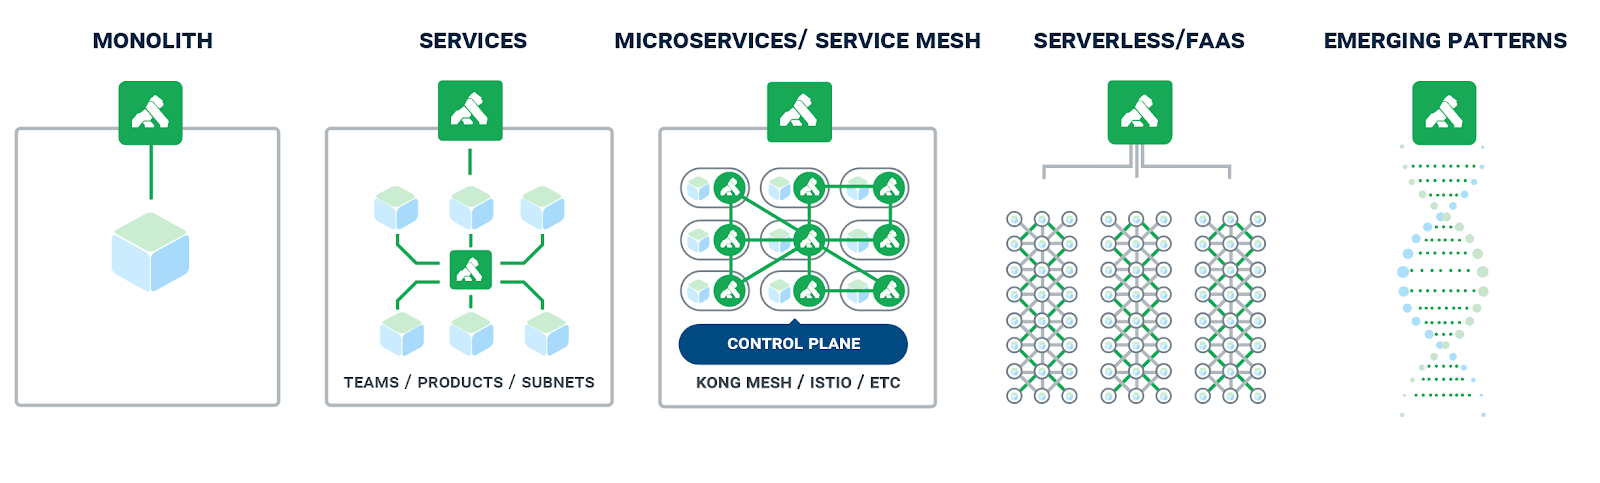 MONOLITH
SERVICES
MICROSERVICES/ SERVICE MESH
SERVERLESS/FAAS
EMERGING PATTERNS
TEAMS / PRODUCTS / SUBNETS
CONTROL PLANE
KONG MESH / ISTIO / ETC